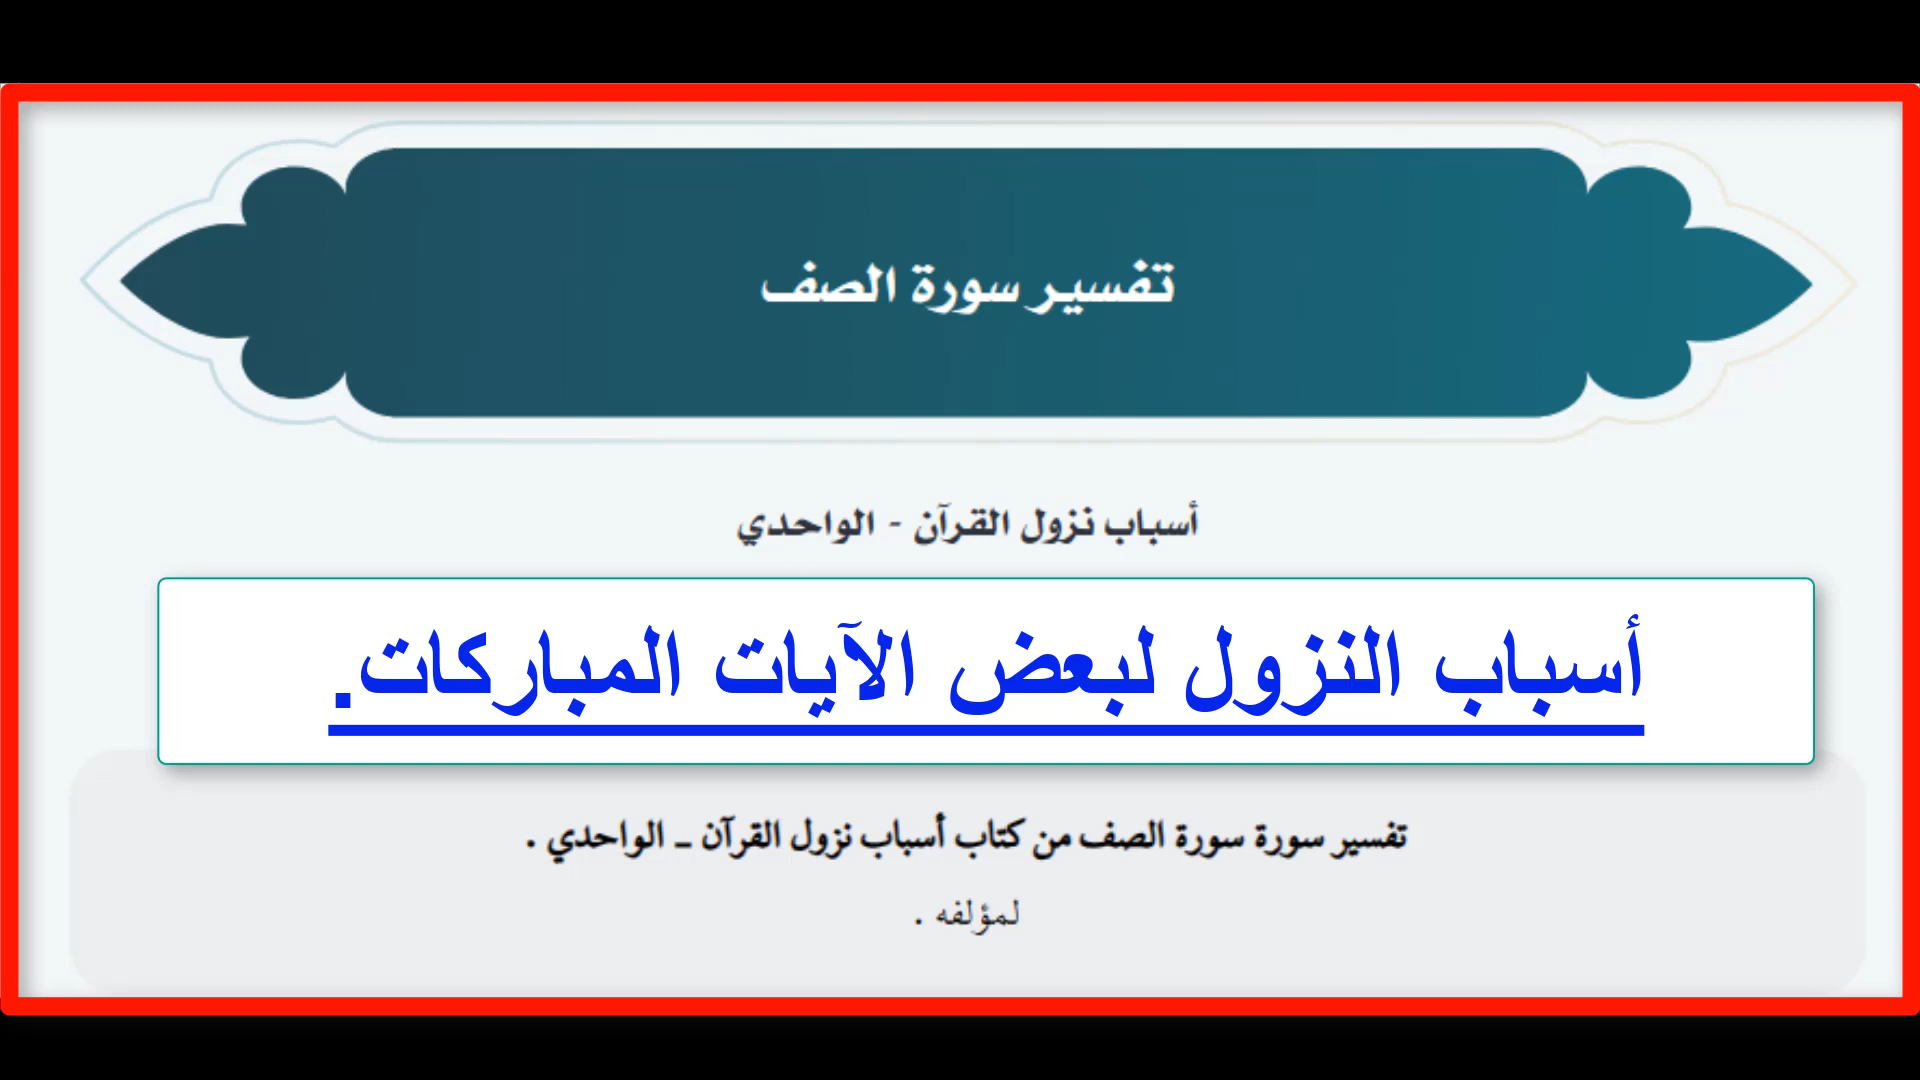 تفسير سورة الصف
أسباب نزول القرآن - الواحدي
أسباب النزول لبعض الآيات المباركات.
تفسير سورة سورة الصف من كتاب أسباب نزول القرآن ـ الواحدي .
لمؤلفه .